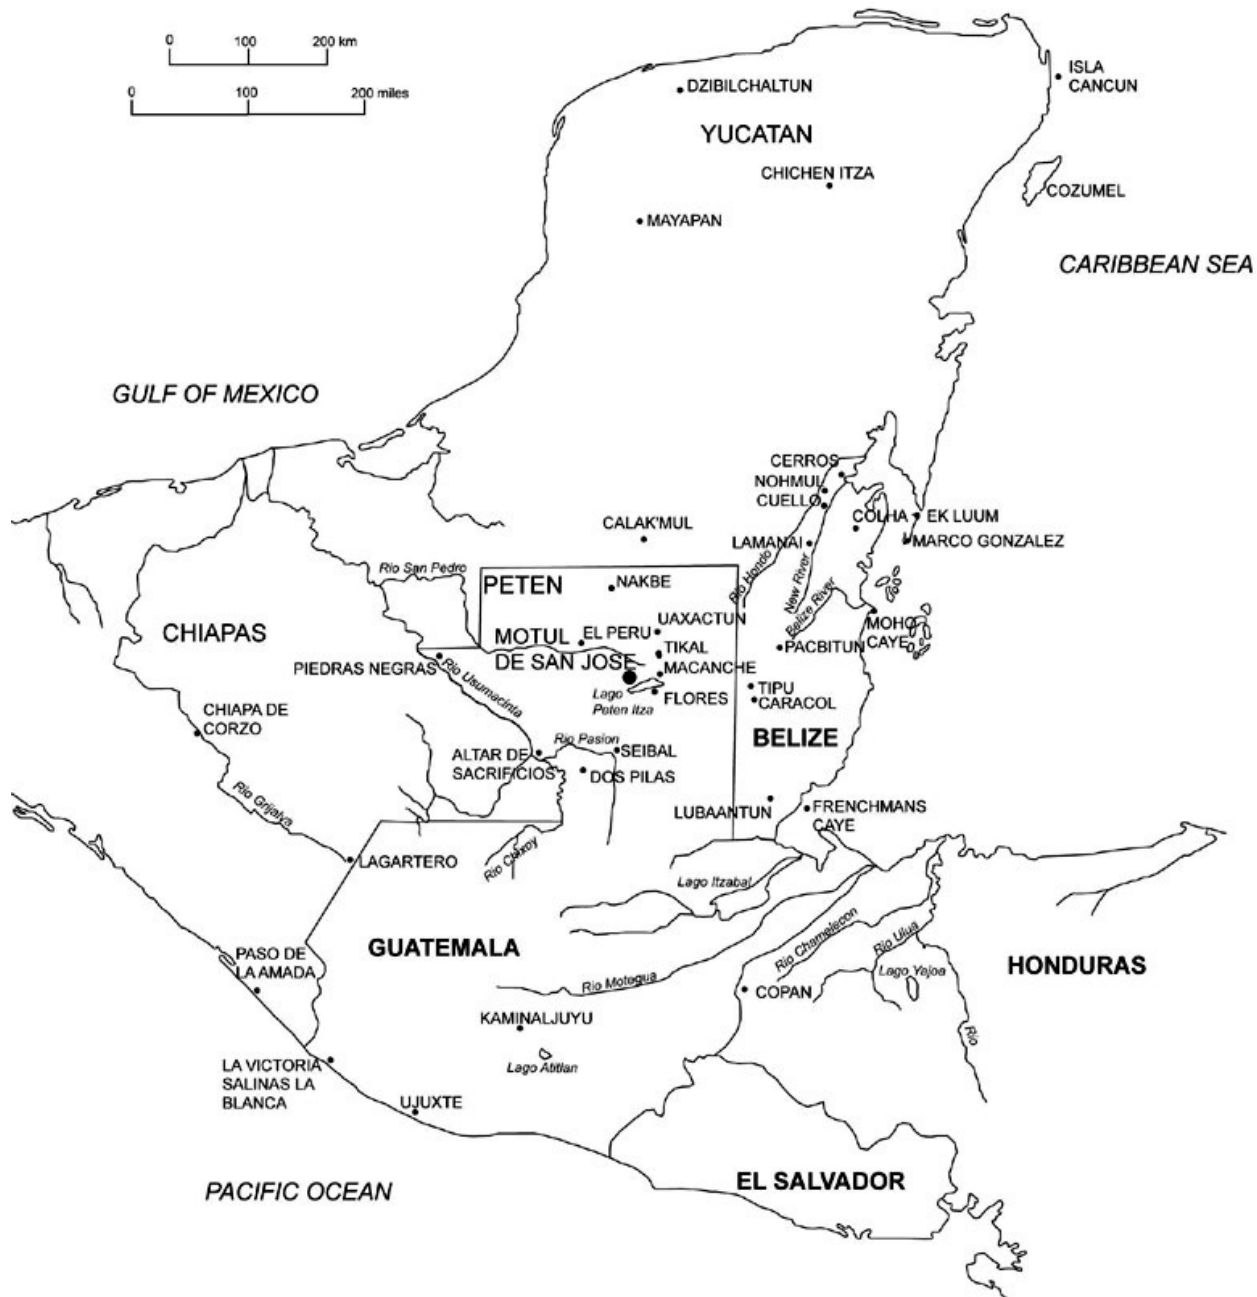 0 100 200 km
0 100 200 miles
DZIBILCHALTUN
ISLA
CANCUN
YUCATAN
CHICHEN ITZA
COZUMEL
MAYAPAN
CARIBBEAN SEA
GULF OF MEXICO
CERROS
NOHMUL
CUELLO
COLHA
EK LUUM
CALAK'MUL
LAMANAI
MARCO GONZALEZ
Rio San Pedro
Rio Hondo
New River
Belize River
PETEN
NAKBE
CHIAPAS
UAXACTUN
MOHO
CAYE
MOTUL
DE SAN JOSE
EL PERU
TIKAL
PACBITUN
PIEDRAS NEGRAS
MACANCHE
Rio Usumacinta
Lago
Peten Itza
FLORES
TIPU
CARACOL
CHIAPA DE
CORZO
BELIZE
Rio Pasion
ALTAR DE
SACRIFICIOS
SEIBAL
DOS PILAS
Rio Grijalva
LUBAANTUN
FRENCHMANS
CAYE
LAGARTERO
Rio Chixoy
Lago Itzabal
GUATEMALA
Rio Chamelecon
Rio Ulua
PASO DE
LA AMADA
HONDURAS
Lago Yajoa
Rio Motegua
COPAN
KAMINALJUYU
Rio
LA VICTORIA
SALINAS LA
BLANCA
Lago Atitlan
UJUXTE
EL SALVADOR
PACIFIC OCEAN